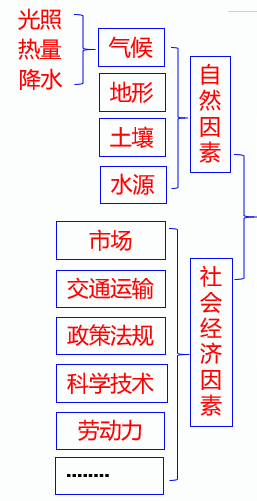 光照
热量
降水
气候
地形
土壤
水源
自然因素
市场
交通运输
政策法规
科学技术
劳动力
………
社会经济因素